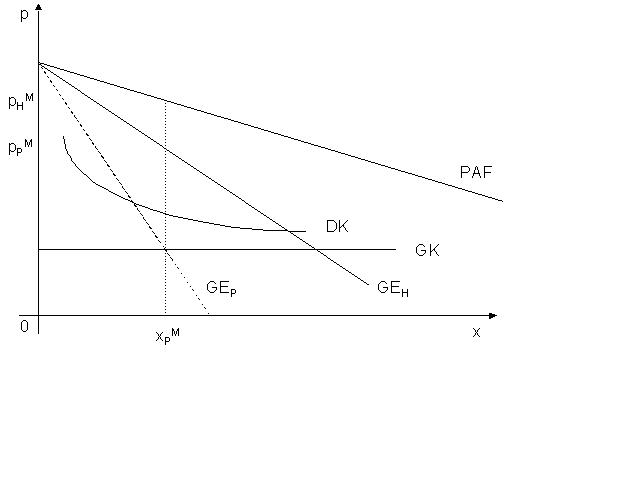 p
p_H^M
p_P^M
PAF
DK
GK
GE_P
GE_H
0
x_P^M
x